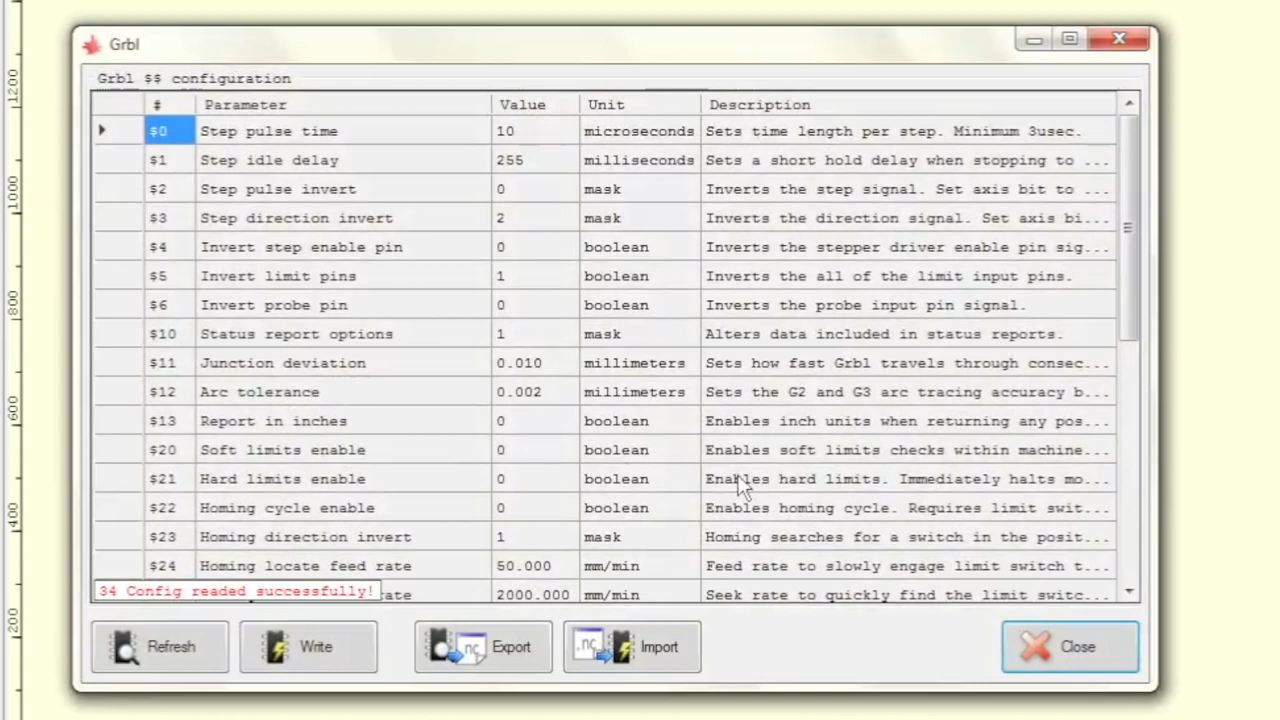 Grbl
Grbl $$ configuration
# Parameter Value Unit Description
$0 Step pulse time 10 microseconds Sets time length per step. Minimum 3usec.
$1 Step idle delay 255 milliseconds Sets a short hold delay when stopping to ...
$2 Step pulse invert 0 mask Inverts the step signal. Set axis bit to ...
$3 Step direction invert 2 mask Inverts the direction signal. Set axis bi...
$4 Invert step enable pin 0 boolean Inverts the stepper driver enable pin sig...
$5 Invert limit pins 1 boolean Inverts the all of the limit input pins.
$6 Invert probe pin 0 boolean Inverts the probe input pin signal.
$10 Status report options 1 mask Alters data included in status reports.
$11 Junction deviation 0.010 millimeters Sets how fast Grbl travels through consec...
$12 Arc tolerance 0.002 millimeters Sets the G2 and G3 arc tracing accuracy b...
$13 Report in inches 0 boolean Enables inch units when returning any pos...
$20 Soft limits enable 0 boolean Enables soft limits checks within machine...
$21 Hard limits enable 0 boolean Enables hard limits. Immediately halts mo...
$22 Homing cycle enable 0 boolean Enables homing cycle. Requires limit swit...
$23 Homing direction invert 1 mask Homing searches for a switch in the posit...
$24 Homing locate feed rate 50.000 mm/min Feed rate to slowly engage limit switch t...
34 Config readed successfully! rate 2000.000 mm/min Seek rate to quickly find the limit switc...
Refresh Write Export Import Close
1200
1000
800
600
400
200